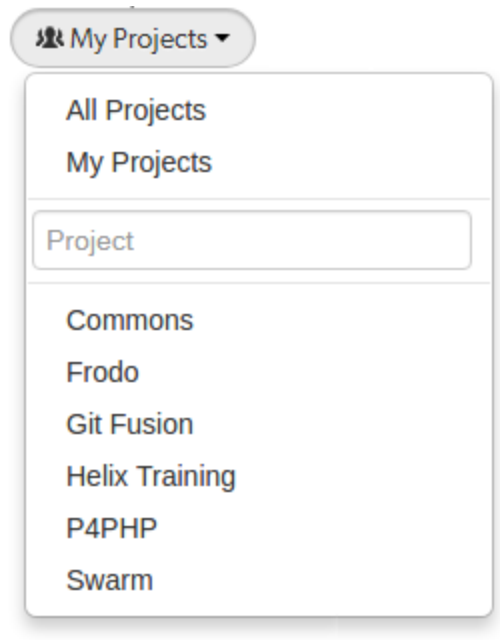 My Projects
All Projects
My Projects
Project
Commons
Frodo
Git Fusion
Helix Training
P4PHP
Swarm